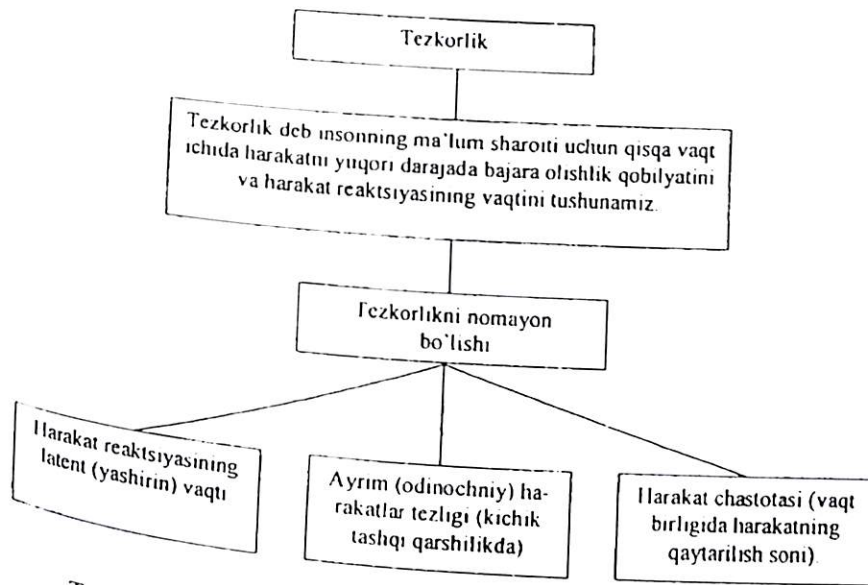 Tezkorlik
Tezkorlik deb insonning ma`lum sharoiti uchun qisqa vaqt
ichida harakatni yuqori darajada bajara olishlik qobilyatini
va harakat reaktsiyasining vaqtini tushunamiz.
Tezkorlikni nomayon
bo`lishi
Harakat reaktsiyasining
latent (yashirin) vaqti
Ayrim (odinochniy) ha-
rakatlar tezligi (kichik
tashqi qarshilikda)
Harakat chastotasi (vaqt
birligida harakatning
qaytarilish soni).